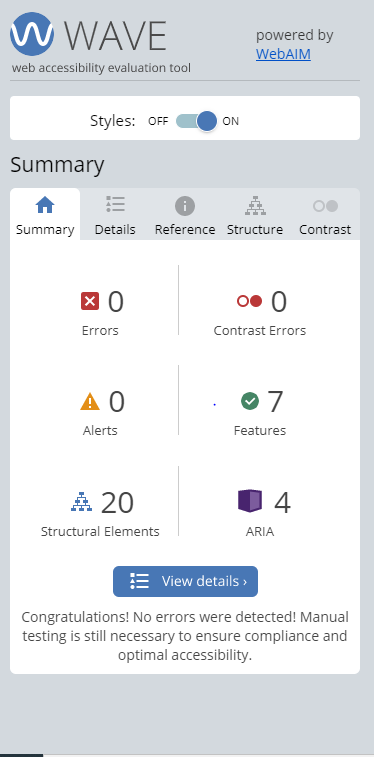 WAVE
web accessibility evaluation tool
powered by
WebAIM
Styles: OFF ON
Summary
Summary Details Reference Structure Contrast
0
Errors
0
Contrast Errors
0
Alerts
7
Features
20
Structural Elements
4
ARIA
View details ›
Congratulations! No errors were detected! Manual
testing is still necessary to ensure compliance and
optimal accessibility.